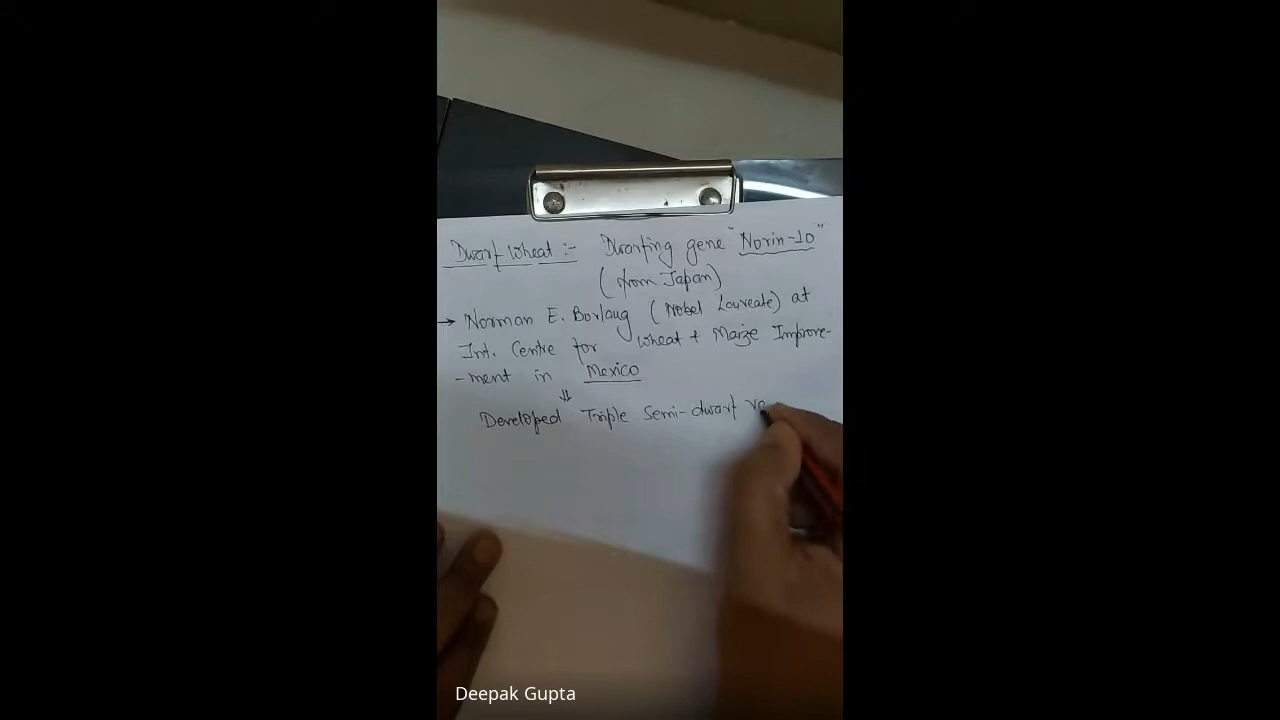 Dwarf Wheat :- Dwarfing gene "Norin-10"
(from Japan)
→ Norman E. Borlaug (Nobel Laureate) at
Int. Centre for Wheat + Maize Improve-
-ment in Mexico
⇓
Developed Triple Semi-dwarf
Deepak Gupta